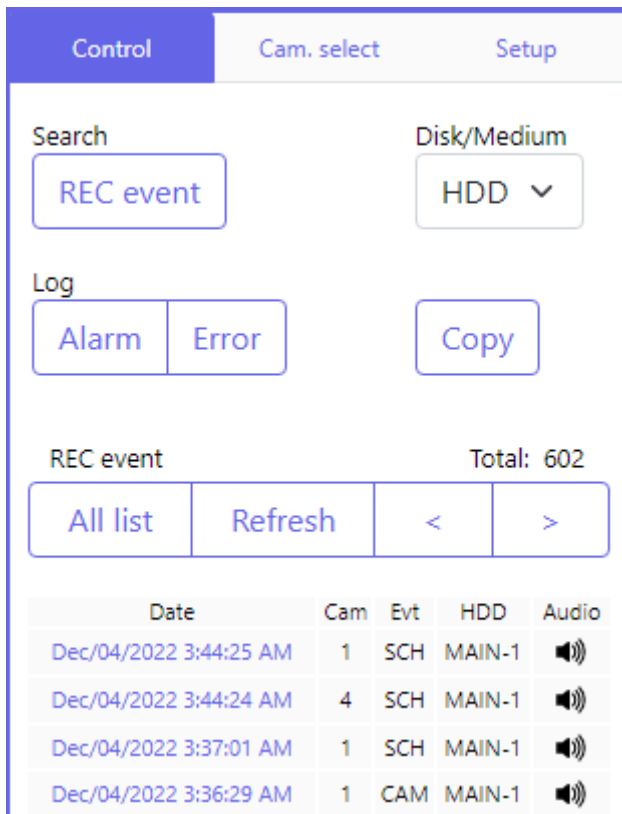 Control Cam. select Setup
Search Disk/Medium
REC event HDD
Log
Alarm Error Copy
REC event Total: 602
All list Refresh < >
Date Cam Evt HDD Audio
Dec/04/2022 3:44:25 AM 1 SCH MAIN-1
Dec/04/2022 3:44:24 AM 4 SCH MAIN-1
Dec/04/2022 3:37:01 AM 1 SCH MAIN-1
Dec/04/2022 3:36:29 AM 1 CAM MAIN-1